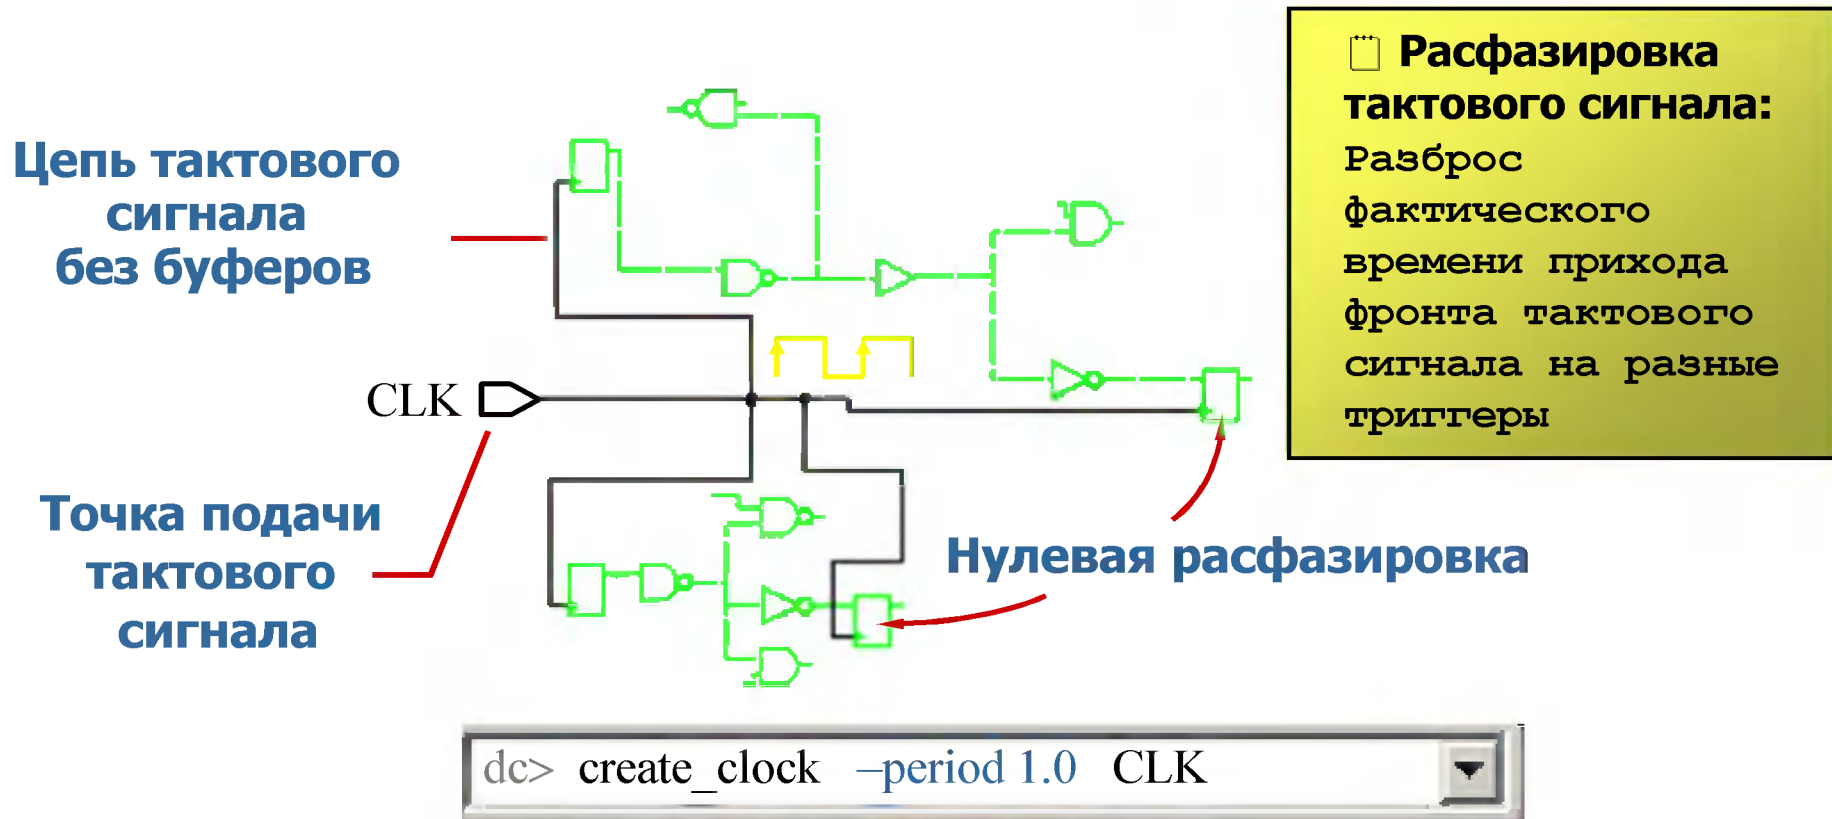 Расфазировка
тактового сигнала:
Разброс
фактического
времени прихода
фронта тактового
сигнала на разные
триггеры
Цепь тактового
сигнала
без буферов
CLK
Точка подачи
тактового
сигнала
Нулевая расфазировка
dc> create_clock –period 1.0 CLK